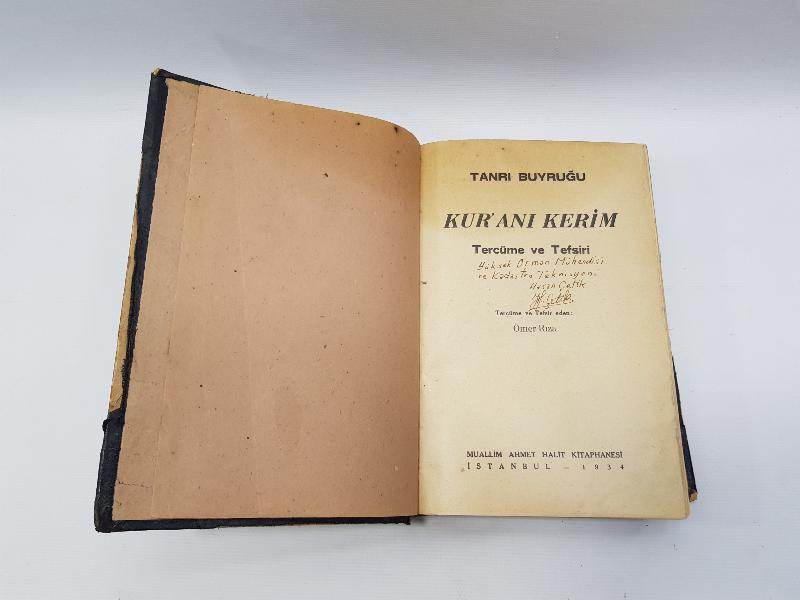 TANRI BUYRUĞU
KUR'ANI KERİM
Tercüme ve Tefsiri
Yüksek Orman Mühendisi
ve Kadastro Teknisyeni
Hasan Çelik
Tercüme ve Tefsir eden:
Ömer Rıza
MUALLİM AHMET HALİT KİTAPHANESİ
İSTANBUL — 1934